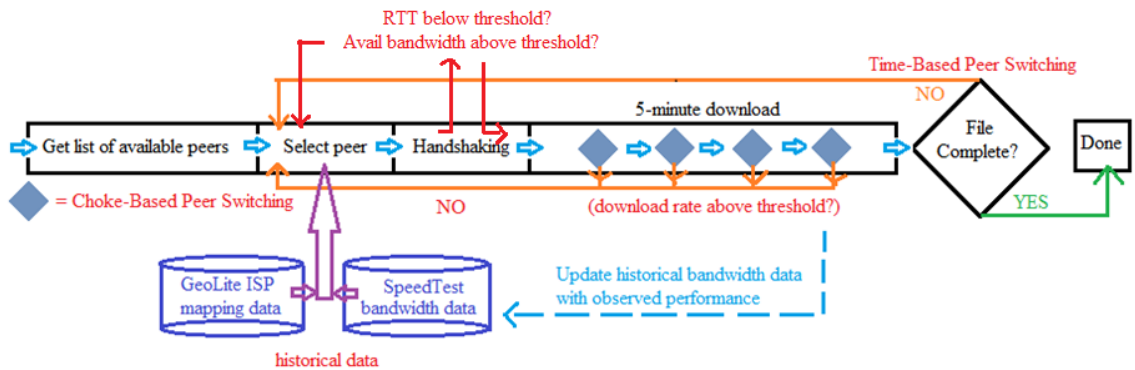 RTT below threshold?
Avail bandwidth above threshold?
Time-Based Peer Switching
NO
5-minute download
Get list of available peers
Select peer
Handshaking
File
Complete?
Done
= Choke-Based Peer Switching
NO
(download rate above threshold?)
YES
GeoLite ISP
mapping data
SpeedTest
bandwidth data
Update historical bandwidth data
with observed performance
historical data